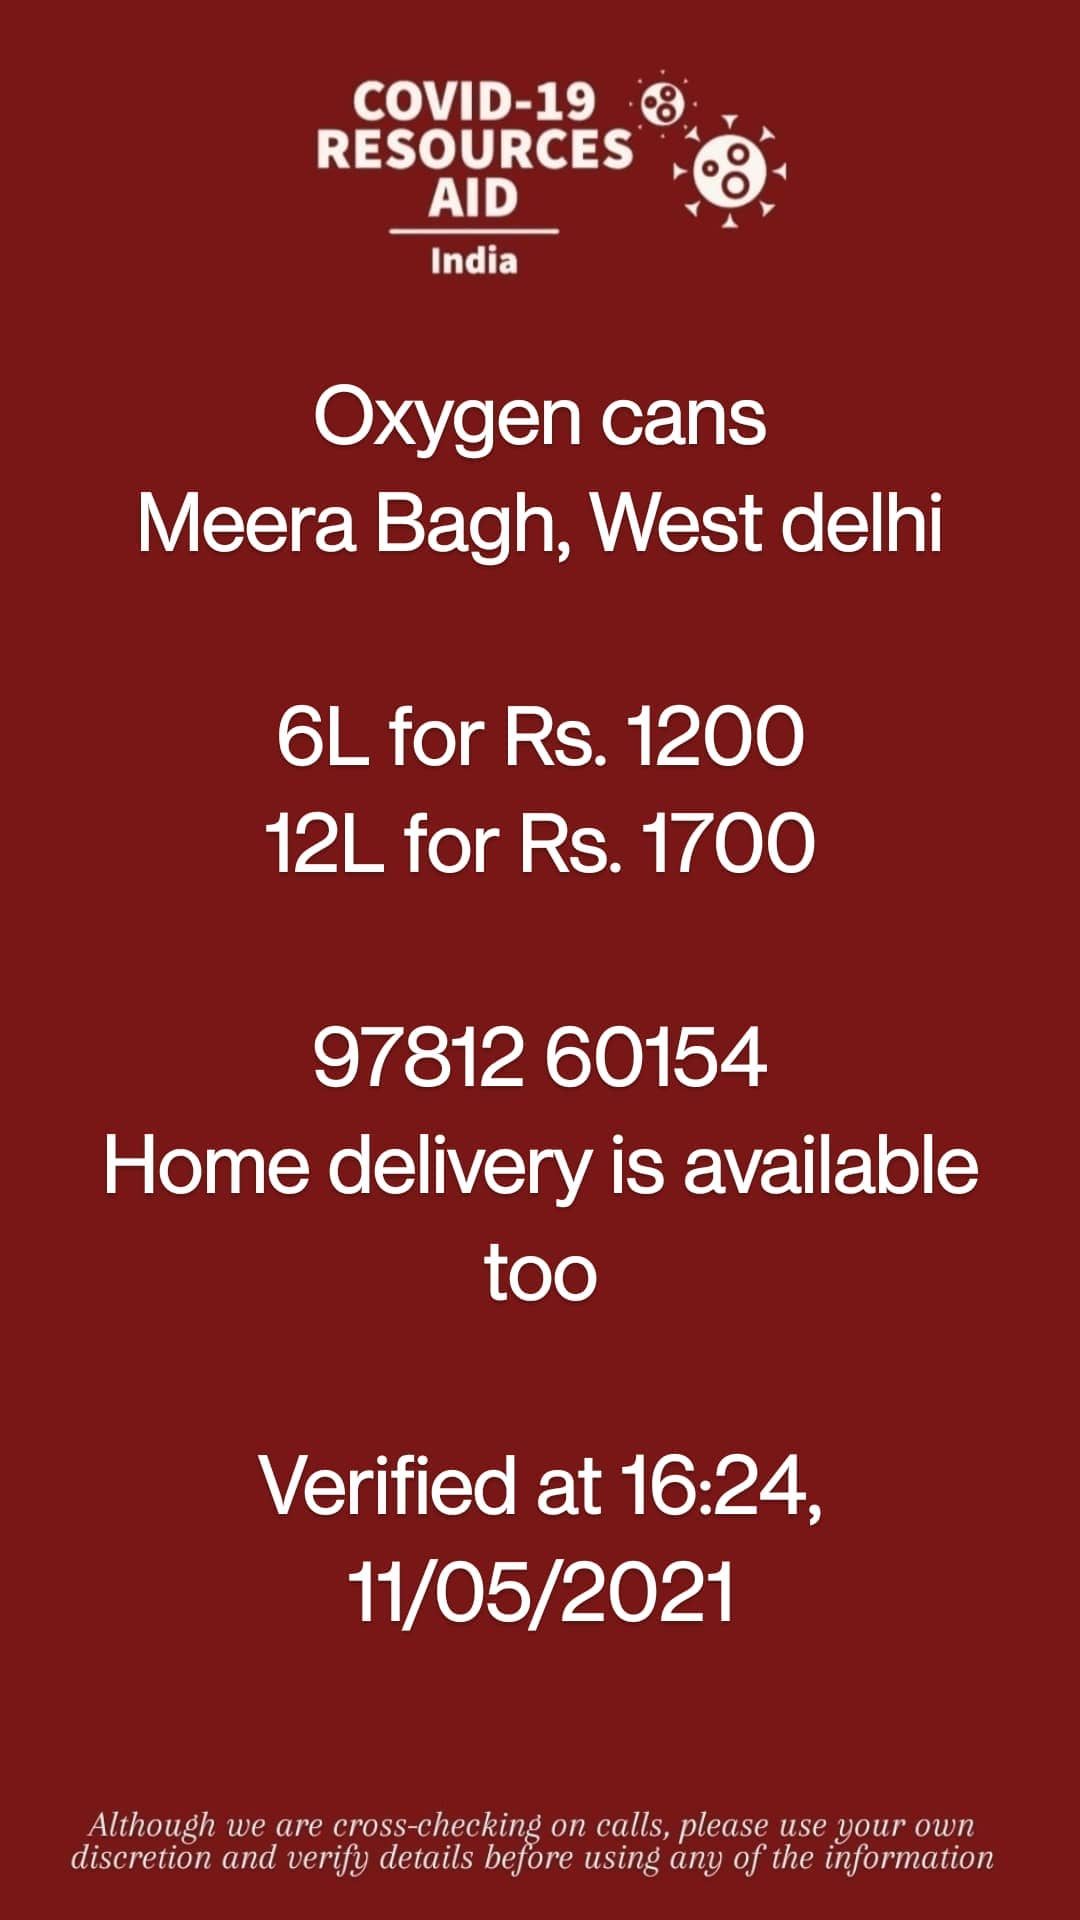 COVID-19
RESOURCES
AID
India
Oxygen cans
Meera Bagh, West delhi
6L for Rs. 1200
12L for Rs. 1700
97812 60154
Home delivery is available
too
Verified at 16:24,
11/05/2021
Although we are cross-checking on calls, please use your own
discretion and verify details before using any of the information